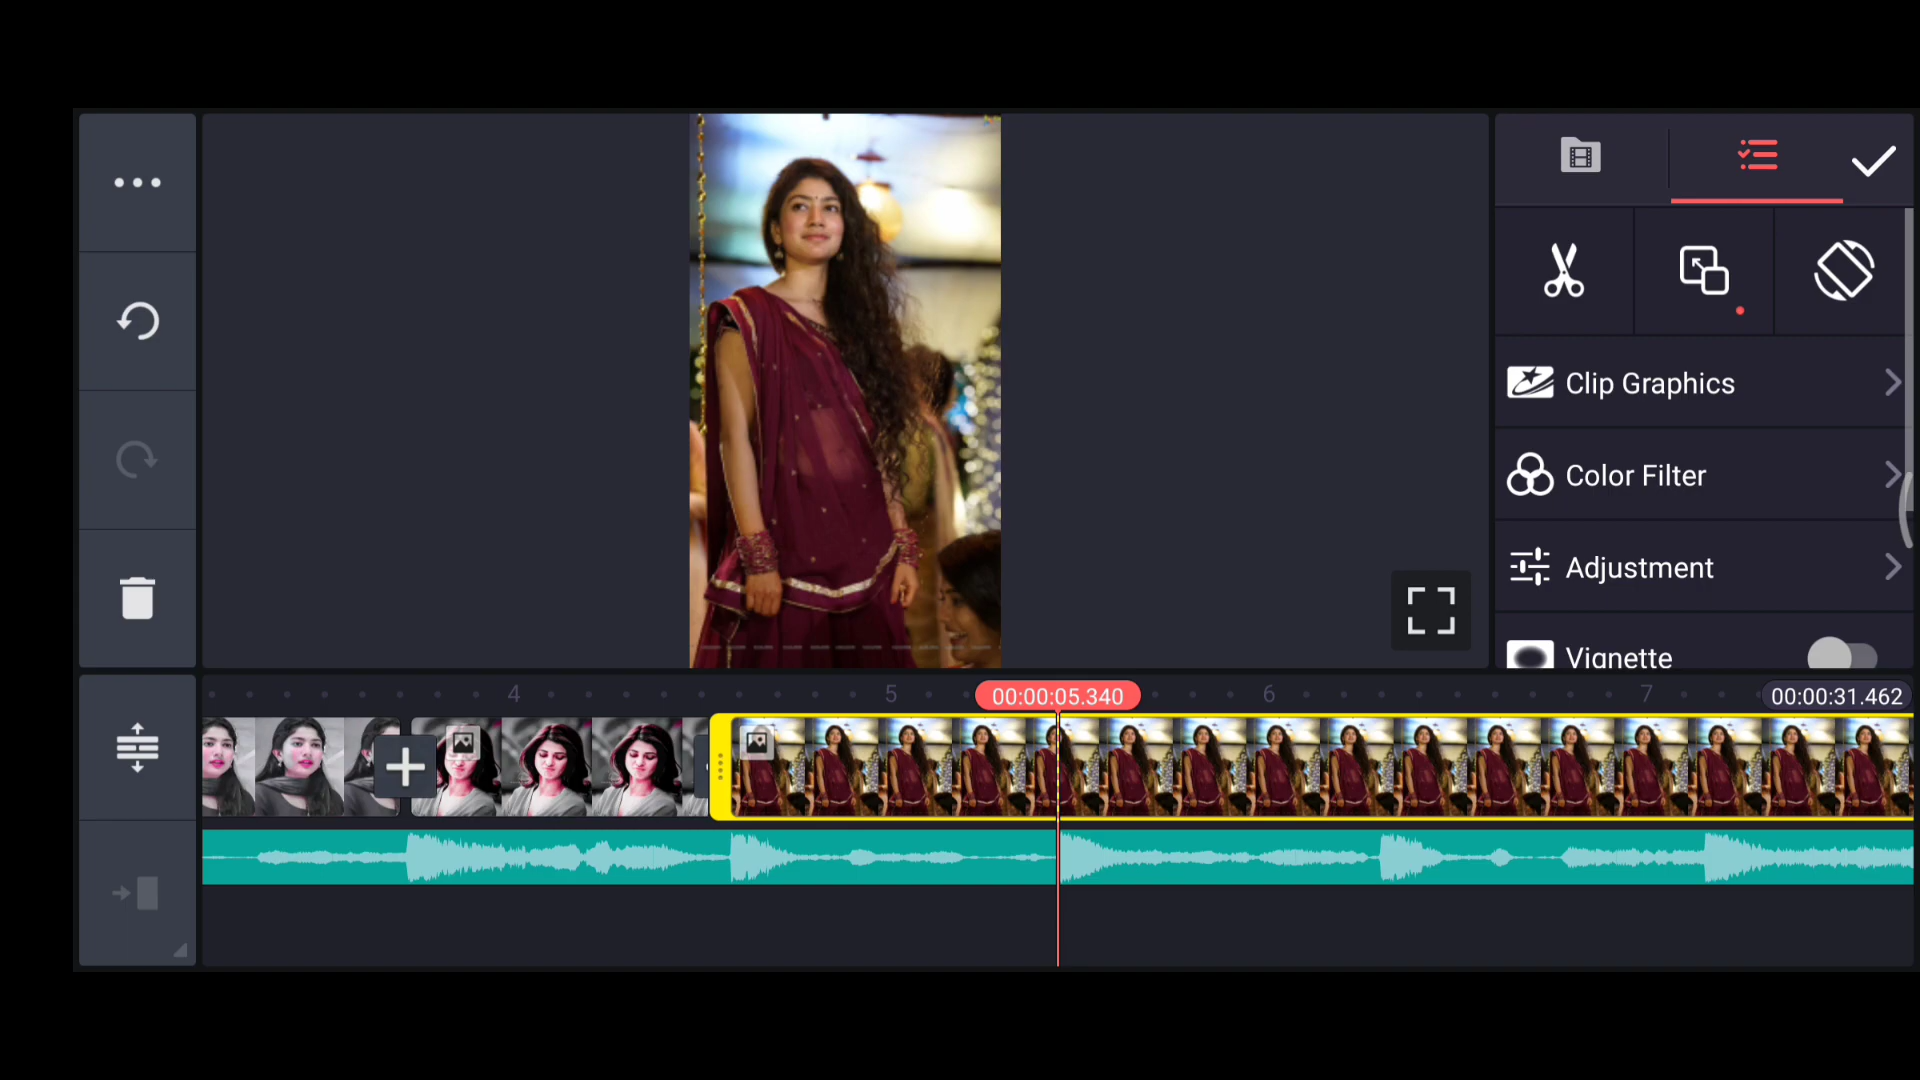 Clip Graphics
Color Filter
Adjustment
Vignette
4
5
00:00:05.340
6
7
00:00:31.462